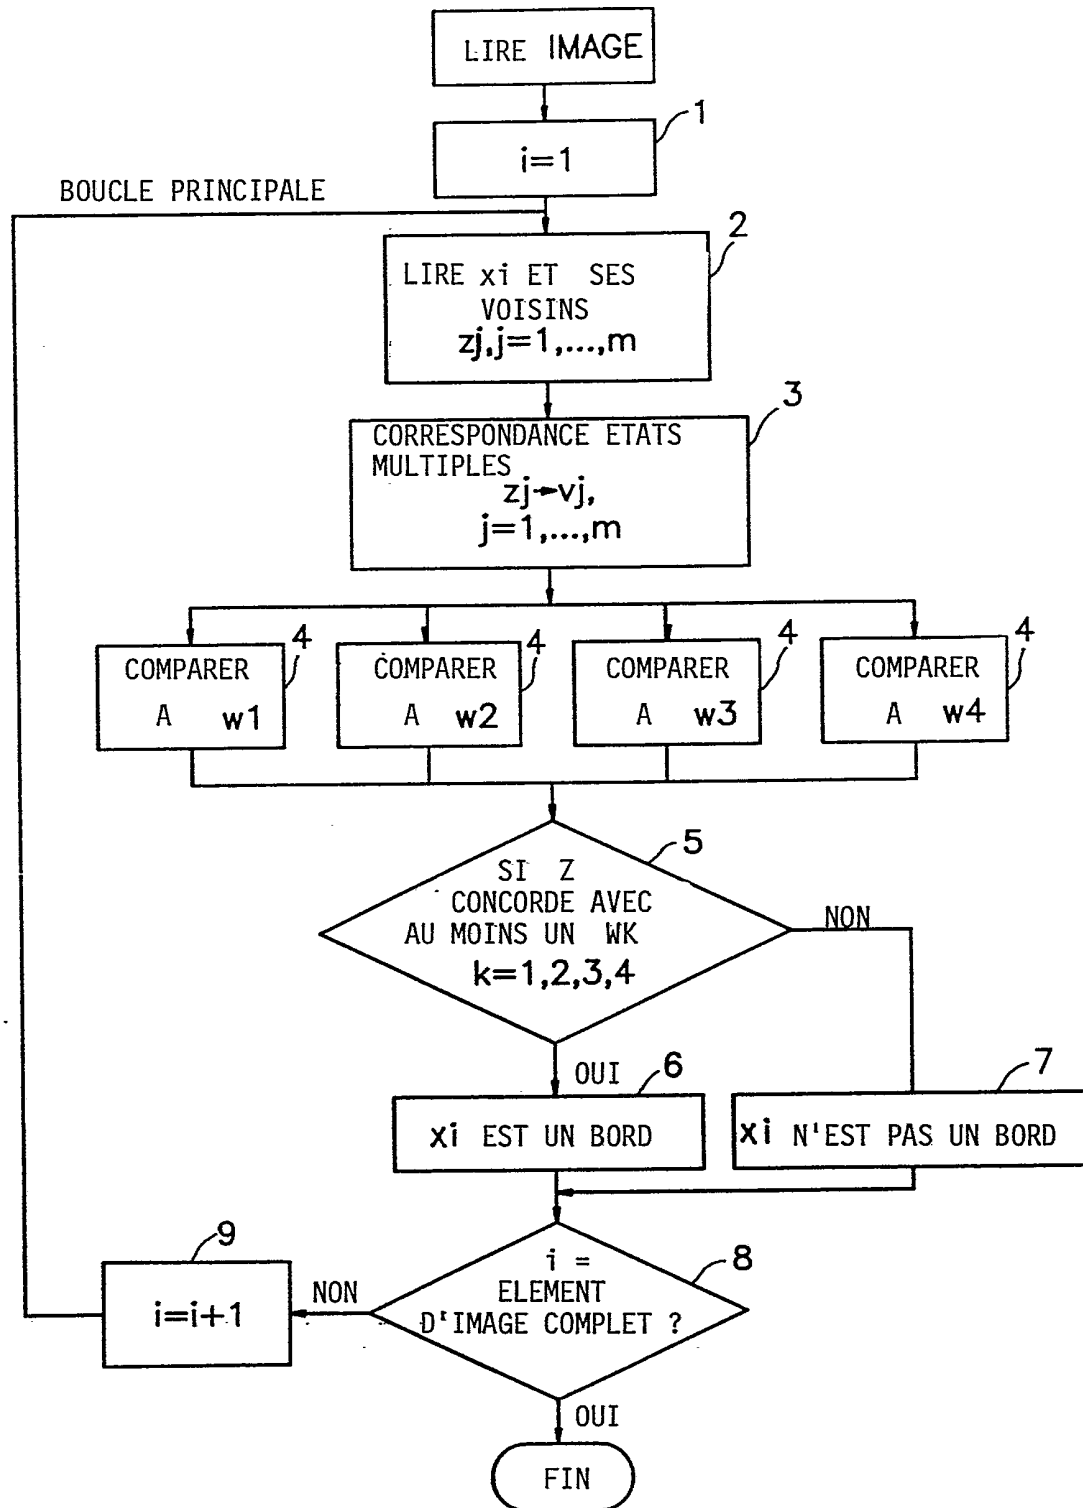 LIRE IMAGE
1
i=1
BOUCLE PRINCIPALE
2
LIRE xi ET SES
VOISINS
zj,j=1,...,m
3
CORRESPONDANCE ETATS
MULTIPLES
zj→vj,
j=1,...,m
4
COMPARER
A w1
4
COMPARER
A w2
4
COMPARER
A w3
4
COMPARER
A w4
5
SI Z
CONCORDE AVEC
AU MOINS UN WK
k=1,2,3,4
NON
OUI
6
xi EST UN BORD
7
xi N'EST PAS UN BORD
8
i =
ELEMENT
D'IMAGE COMPLET ?
NON
9
i=i+1
OUI
FIN